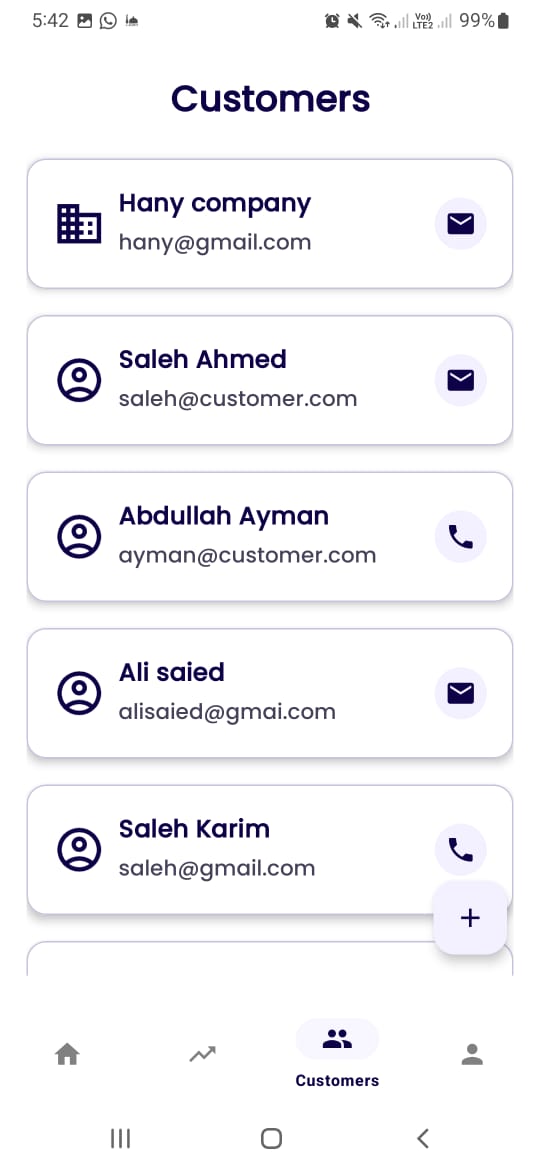 5:42 Vo)) LTE2 99%
Customers
Hany company
hany@gmail.com
Saleh Ahmed
saleh@customer.com
Abdullah Ayman
ayman@customer.com
Ali saied
alisaied@gmai.com
Saleh Karim
saleh@gmail.com
+
Customers